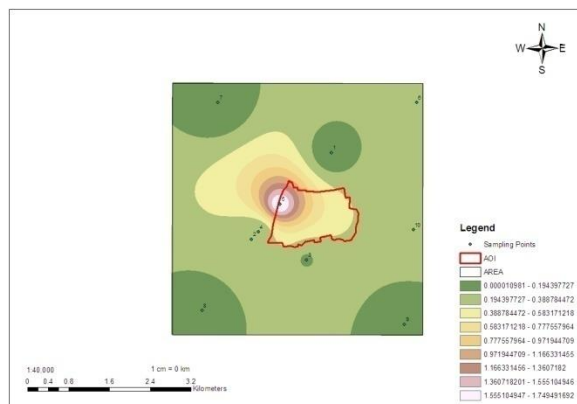 N
W E
S
7
1
Legend
Sampling Points
AOI
AREA
0.000010981 - 0.194397727
0.194397727 - 0.388784472
0.388784472 - 0.583171218
0.583171218 - 0.777557964
0.777557964 - 0.971944709
0.971944709 - 1.166331455
1.166331456 - 1.3607182
1.360718201 - 1.555104946
1.555104947 - 1.749491692
1:40,000
1 cm = 0 km
0 0.4 0.8 1.6 2.4 3.2
Kilometers